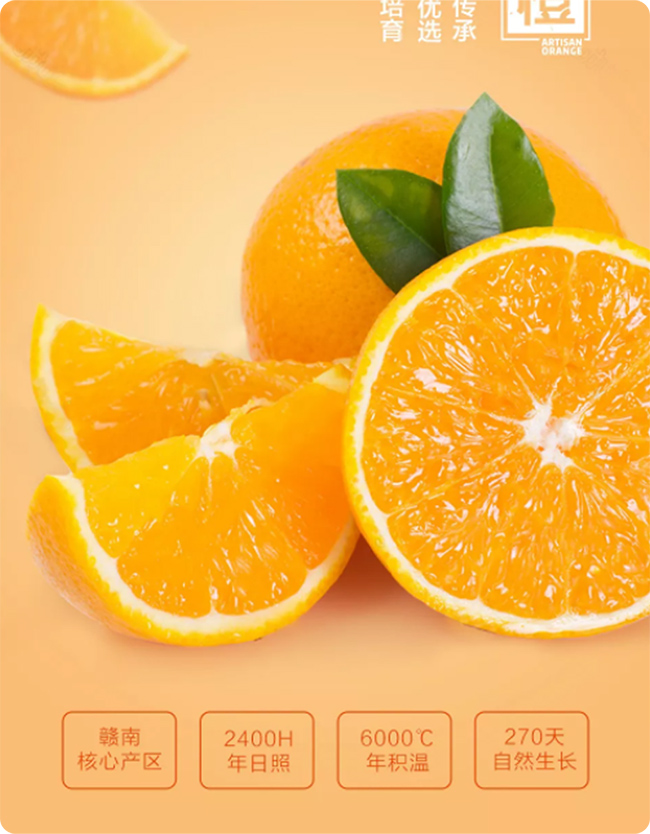 传承
优选
培育
橙
ARTISAN
ORANGE
赣南
核心产区
2400H
年日照
6000℃
年积温
270天
自然生长